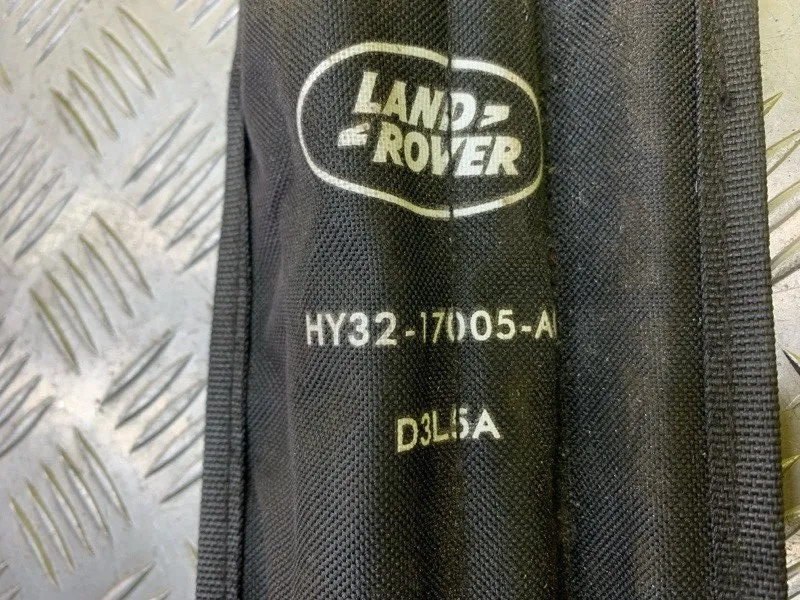 LAND
ROVER
HY32-17005-A
D3L5A